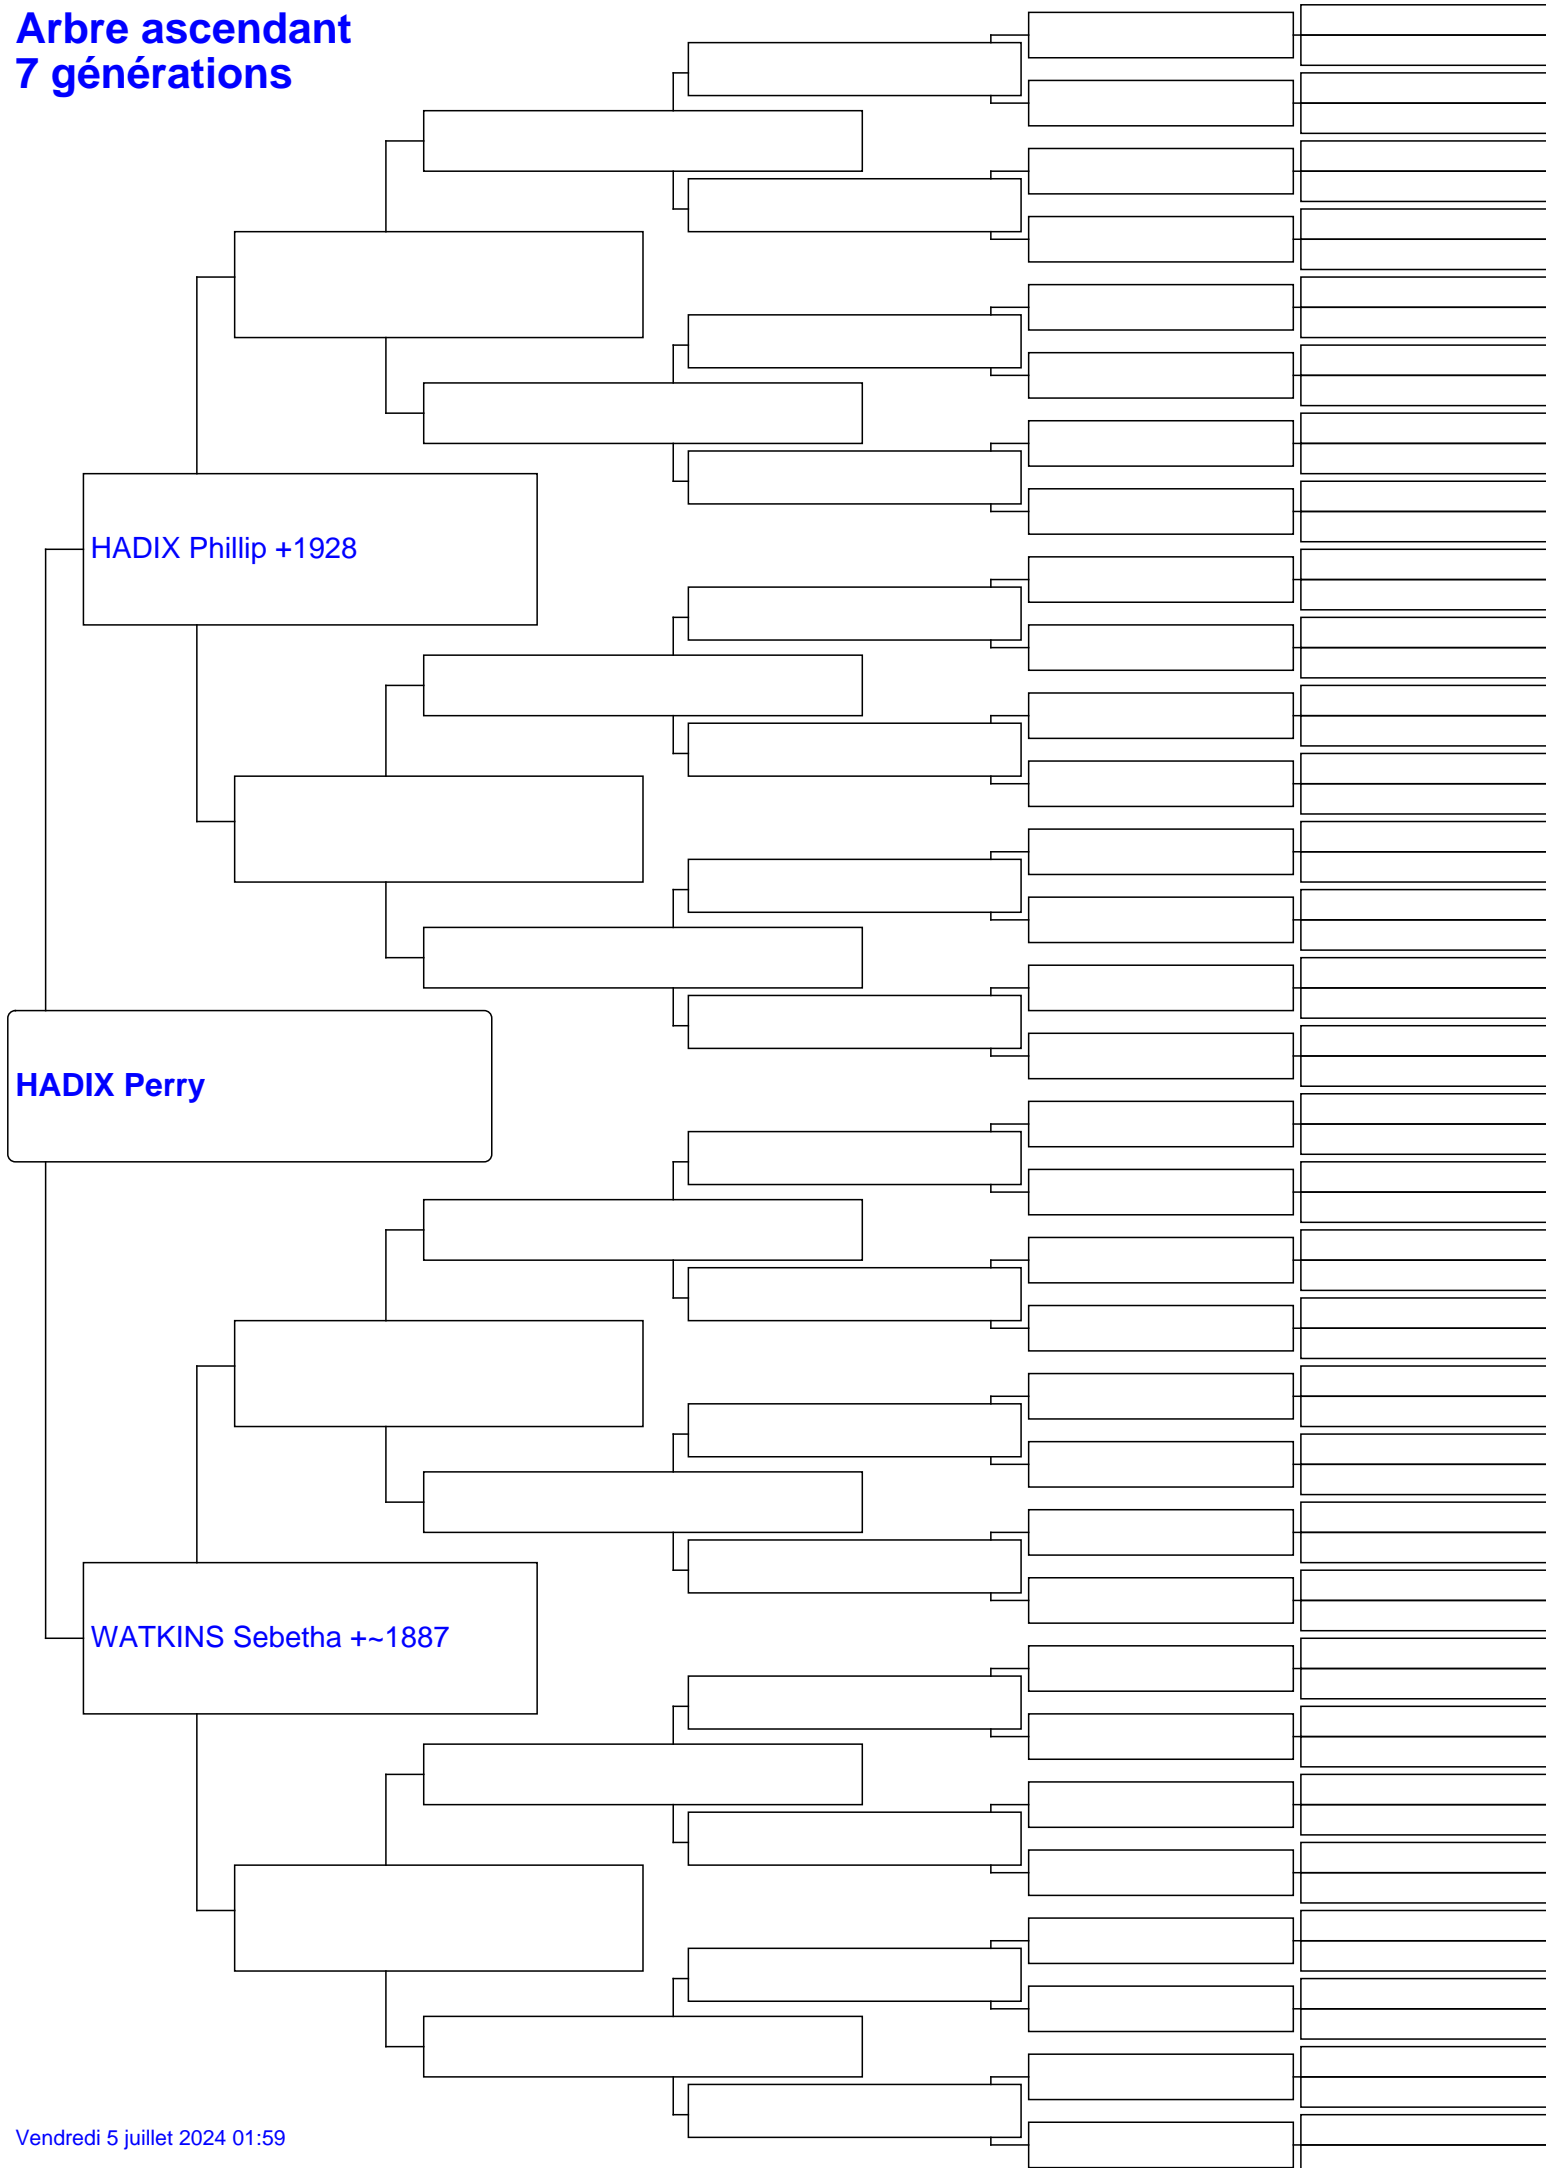 Arbre ascendant
7 générations
HADIX Phillip +1928
HADIX Perry
WATKINS Sebetha +~1887
Vendredi 5 juillet 2024 01:59